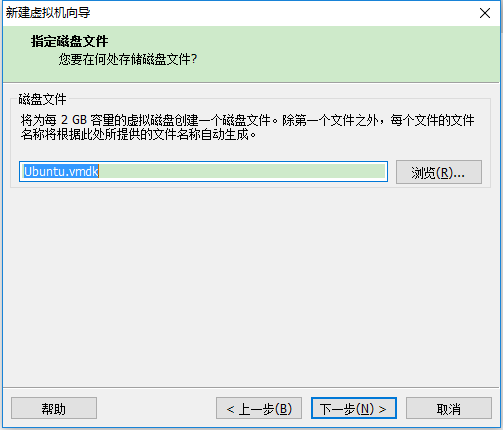 新建虚拟机向导
指定磁盘文件
您要在何处存储磁盘文件?
磁盘文件
将为每 2 GB 容量的虚拟磁盘创建一个磁盘文件。除第一个文件之外，每个文件的文件
名称将根据此处所提供的文件名称自动生成。
Ubuntu.vmdk 浏览(R)...
帮助 < 上一步(B) 下一步(N) > 取消